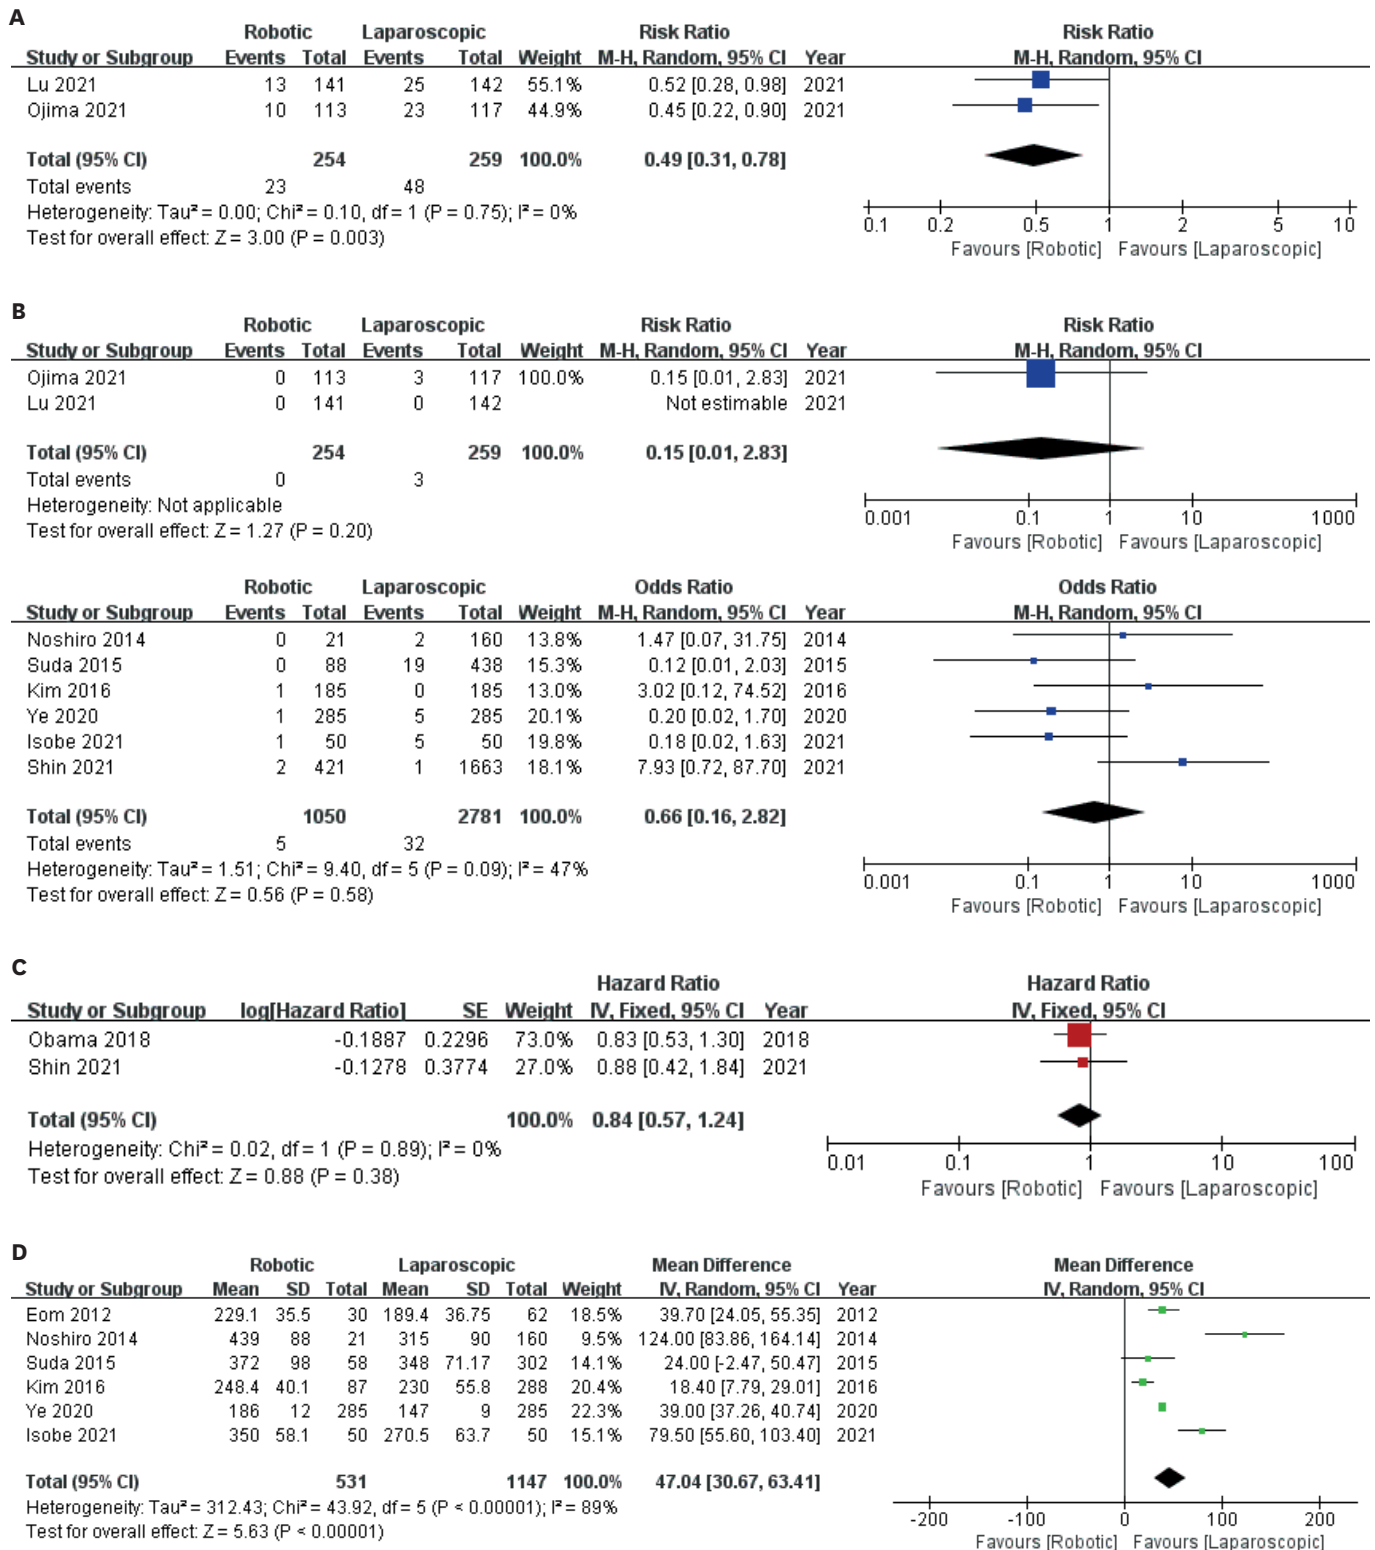 A
Robotic Laparoscopic Risk Ratio Risk Ratio
Study or Subgroup Events Total Events Total Weight M-H, Random, 95% CI Year M-H, Random, 95% CI
Lu 2021 13 141 25 142 55.1% 0.52 [0.28, 0.98] 2021
Ojima 2021 10 113 23 117 44.9% 0.45 [0.22, 0.90] 2021
Total (95% CI) 254 259 100.0% 0.49 [0.31, 0.78]
Total events 23 48
Heterogeneity: Tau² = 0.00; Chi² = 0.10, df = 1 (P = 0.75); I² = 0%
Test for overall effect: Z = 3.00 (P = 0.003)
0.1 0.2 0.5 1 2 5 10
Favours [Robotic] Favours [Laparoscopic]
B
Robotic Laparoscopic Risk Ratio Risk Ratio
Study or Subgroup Events Total Events Total Weight M-H, Random, 95% CI Year M-H, Random, 95% CI
Ojima 2021 0 113 3 117 100.0% 0.15 [0.01, 2.83] 2021
Lu 2021 0 141 0 142 Not estimable 2021
Total (95% CI) 254 259 100.0% 0.15 [0.01, 2.83]
Total events 0 3
Heterogeneity: Not applicable
Test for overall effect: Z = 1.27 (P = 0.20)
0.001 0.1 1 10 1000
Favours [Robotic] Favours [Laparoscopic]
Robotic Laparoscopic Odds Ratio Odds Ratio
Study or Subgroup Events Total Events Total Weight M-H, Random, 95% CI Year M-H, Random, 95% CI
Noshiro 2014 0 21 2 160 13.8% 1.47 [0.07, 31.75] 2014
Suda 2015 0 88 19 438 15.3% 0.12 [0.01, 2.03] 2015
Kim 2016 1 185 0 185 13.0% 3.02 [0.12, 74.52] 2016
Ye 2020 1 285 5 285 20.1% 0.20 [0.02, 1.70] 2020
Isobe 2021 1 50 5 50 19.8% 0.18 [0.02, 1.63] 2021
Shin 2021 2 421 1 1663 18.1% 7.93 [0.72, 87.70] 2021
Total (95% CI) 1050 2781 100.0% 0.66 [0.16, 2.82]
Total events 5 32
Heterogeneity: Tau² = 1.51; Chi² = 9.40, df = 5 (P = 0.09); I² = 47%
Test for overall effect: Z = 0.56 (P = 0.58)
0.001 0.1 1 10 1000
Favours [Robotic] Favours [Laparoscopic]
C
Hazard Ratio Hazard Ratio
Study or Subgroup log[Hazard Ratio] SE Weight IV, Fixed, 95% CI Year IV, Fixed, 95% CI
Obama 2018 -0.1887 0.2296 73.0% 0.83 [0.53, 1.30] 2018
Shin 2021 -0.1278 0.3774 27.0% 0.88 [0.42, 1.84] 2021
Total (95% CI) 100.0% 0.84 [0.57, 1.24]
Heterogeneity: Chi² = 0.02, df = 1 (P = 0.89); I² = 0%
Test for overall effect: Z = 0.88 (P = 0.38)
0.01 0.1 1 10 100
Favours [Robotic] Favours [Laparoscopic]
D
Robotic Laparoscopic Mean Difference Mean Difference
Study or Subgroup Mean SD Total Mean SD Total Weight IV, Random, 95% CI Year IV, Random, 95% CI
Eom 2012 229.1 35.5 30 189.4 36.75 62 18.5% 39.70 [24.05, 55.35] 2012
Noshiro 2014 439 88 21 315 90 160 9.5% 124.00 [83.86, 164.14] 2014
Suda 2015 372 98 58 348 71.17 302 14.1% 24.00 [-2.47, 50.47] 2015
Kim 2016 248.4 40.1 87 230 55.8 288 20.4% 18.40 [7.79, 29.01] 2016
Ye 2020 186 12 285 147 9 285 22.3% 39.00 [37.26, 40.74] 2020
Isobe 2021 350 58.1 50 270.5 63.7 50 15.1% 79.50 [55.60, 103.40] 2021
Total (95% CI) 531 1147 100.0% 47.04 [30.67, 63.41]
Heterogeneity: Tau² = 312.43; Chi² = 43.92, df = 5 (P < 0.00001); I² = 89%
Test for overall effect: Z = 5.63 (P < 0.00001)
-200 -100 0 100 200
Favours [Robotic] Favours [Laparoscopic]